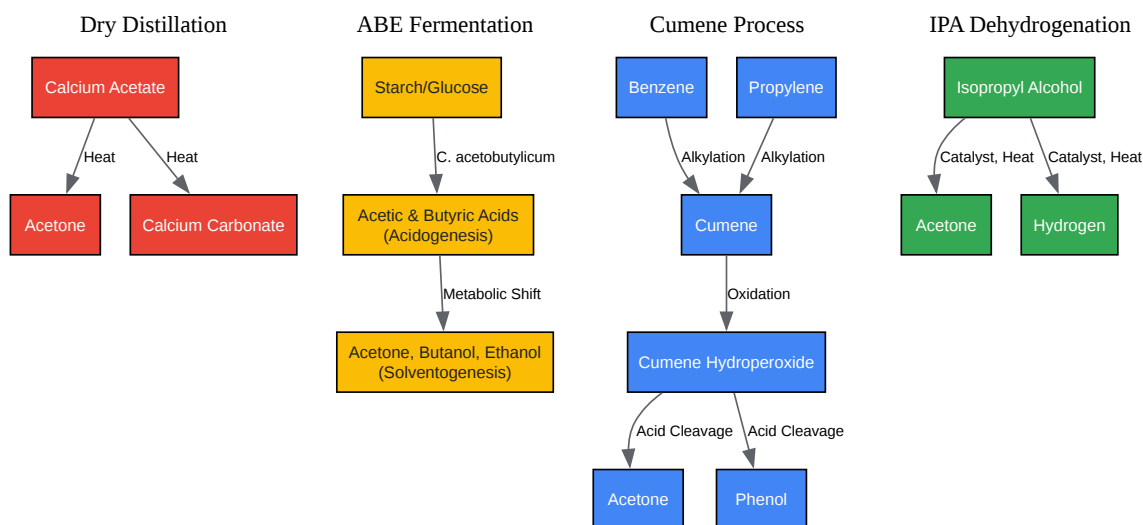 Dry Distillation
Calcium Acetate
Heat
Heat
Acetone
Calcium Carbonate
ABE Fermentation
Starch/Glucose
C. acetobutylicum
Acetic & Butyric Acids
(Acidogenesis)
Metabolic Shift
Acetone, Butanol, Ethanol
(Solventogenesis)
Cumene Process
Benzene
Propylene
Alkylation
Alkylation
Cumene
Oxidation
Cumene Hydroperoxide
Acid Cleavage
Acid Cleavage
Acetone
Phenol
IPA Dehydrogenation
Isopropyl Alcohol
Catalyst, Heat
Catalyst, Heat
Acetone
Hydrogen